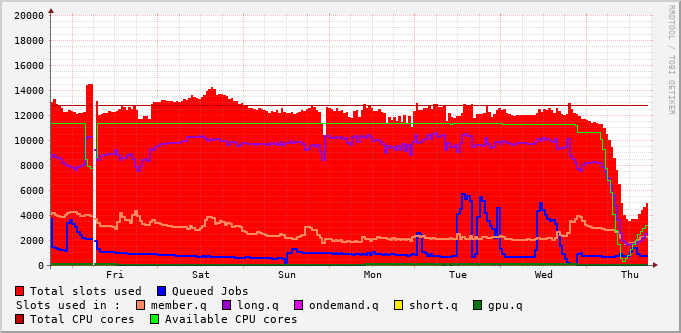 20000
18000
16000
14000
12000
10000
8000
6000
4000
2000
0
Fri Sat Sun Mon Tue Wed Thu
RRDTOOL / TOBI OETIKER
Total slots used Queued Jobs
Slots used in : member.q long.q ondemand.q short.q gpu.q
Total CPU cores Available CPU cores